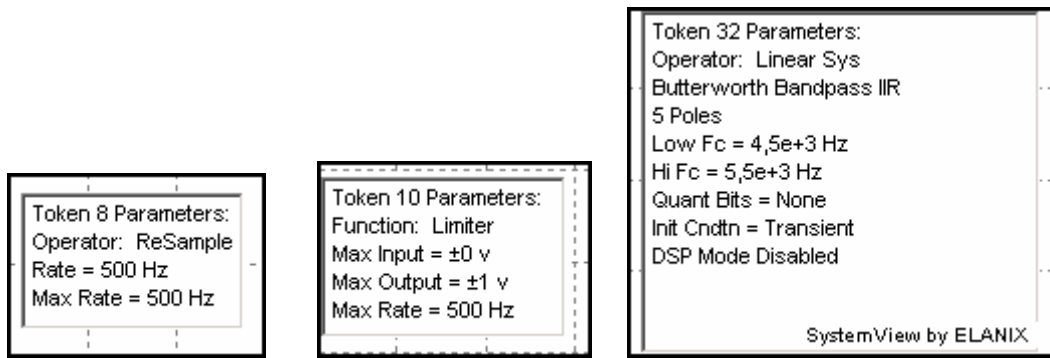 Token 8 Parameters:
Operator: ReSample
Rate = 500 Hz
Max Rate = 500 Hz
Token 10 Parameters:
Function: Limiter
Max Input = ±0 v
Max Output = ±1 v
Max Rate = 500 Hz
Token 32 Parameters:
Operator: Linear Sys
Butterworth Bandpass IIR
5 Poles
Low Fc = 4,5e+3 Hz
Hi Fc = 5,5e+3 Hz
Quant Bits = None
Init Cndtn = Transient
DSP Mode Disabled
SystemView by ELANIX